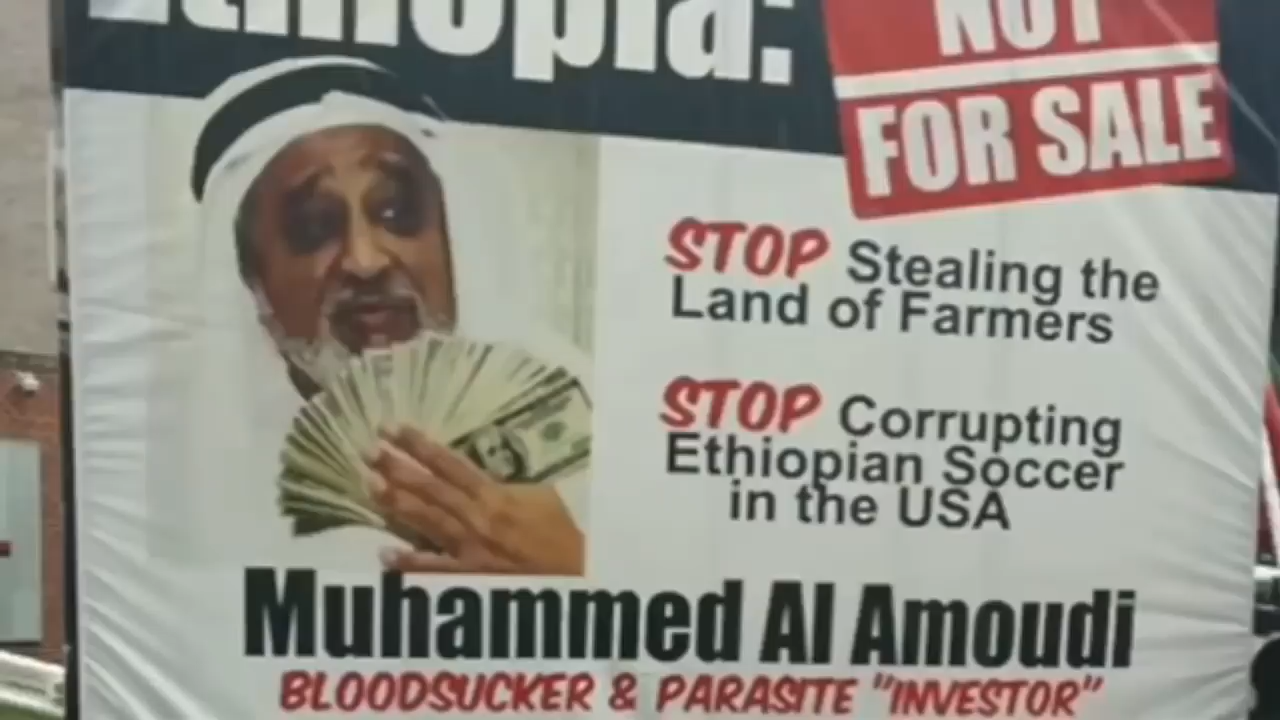 Ethiopia:
NOT
FOR SALE
STOP Stealing the
Land of Farmers
STOP Corrupting
Ethiopian Soccer
in the USA
Muhammed Al Amoudi
BLOODSUCKER & PARASITE "INVESTOR"